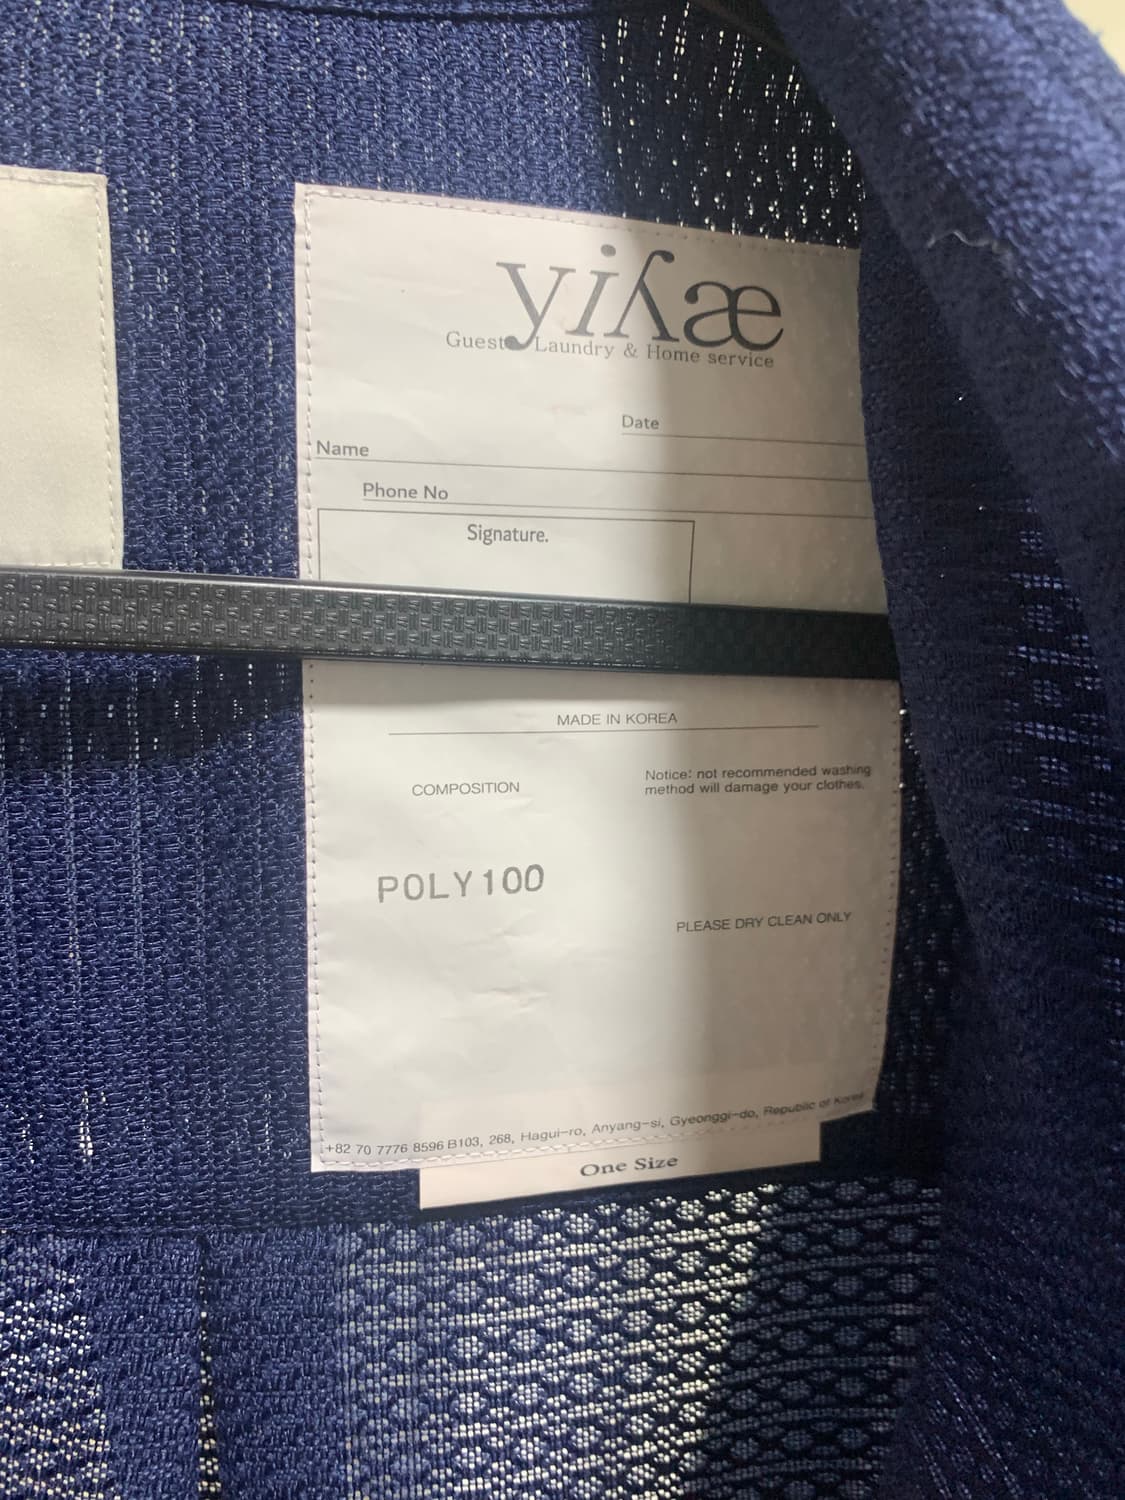 yiʎæ
Guest Laundry & Home service
Date
Name
Phone No
Signature.
MADE IN KOREA
COMPOSITION
Notice: not recommended washing
method will damage your clothes.
POLY100
PLEASE DRY CLEAN ONLY
+82 70 7776 8596 B103, 268, Hagui-ro, Anyang-si, Gyeonggi-do, Republic of Korea
One Size